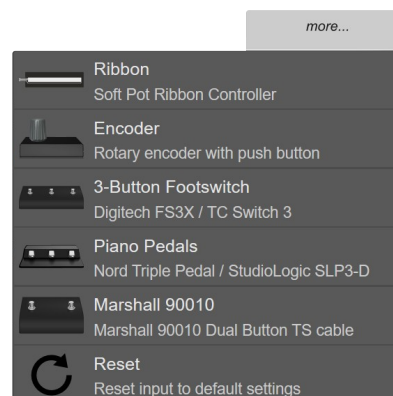 more...
Ribbon
Soft Pot Ribbon Controller
Encoder
Rotary encoder with push button
3-Button Footswitch
Digitech FS3X / TC Switch 3
Piano Pedals
Nord Triple Pedal / StudioLogic SLP3-D
Marshall 90010
Marshall 90010 Dual Button TS cable
Reset
Reset input to default settings